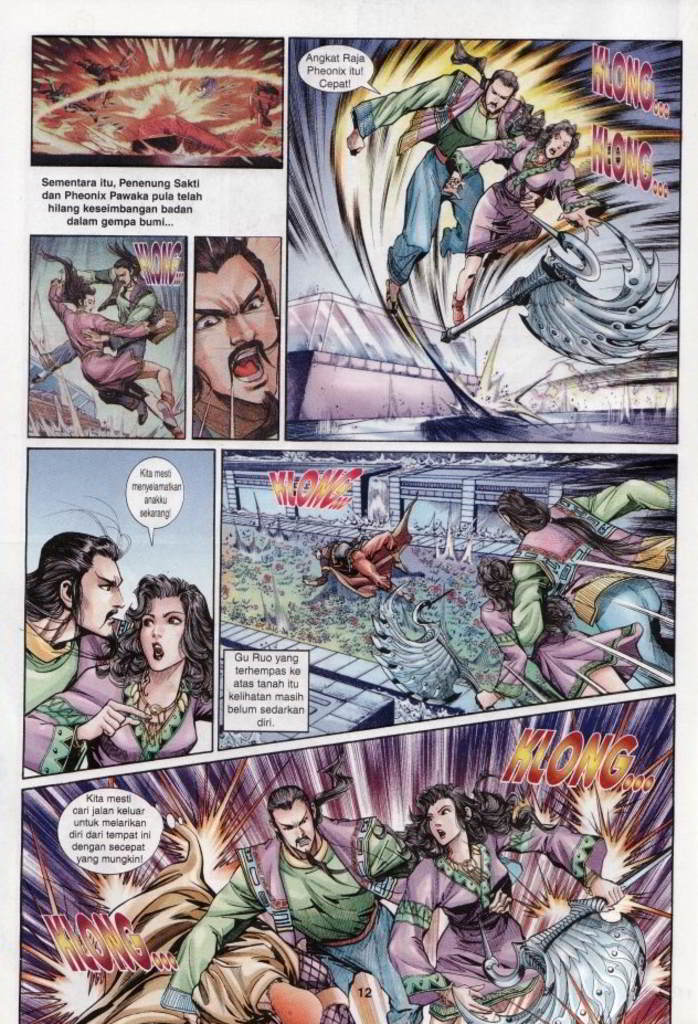 Sementara itu, Penenung Sakti
dan Pheonix Pawaka pula telah
hilang keseimbangan badan
dalam gempa bumi...
KLONG...
Angkat Raja
Pheonix itu!
Cepat!
KLONG...
KLONG...
Kita mesti
menyelamatkan
anakku
sekarang!
KLONG...
Gu Ruo yang
terhempas ke
atas tanah itu
kelihatan masih
belum sedarkan
diri.
KLONG...
Kita mesti
cari jalan keluar
untuk melarikan
diri dari tempat ini
dengan secepat
yang mungkin!
KLONG...
12